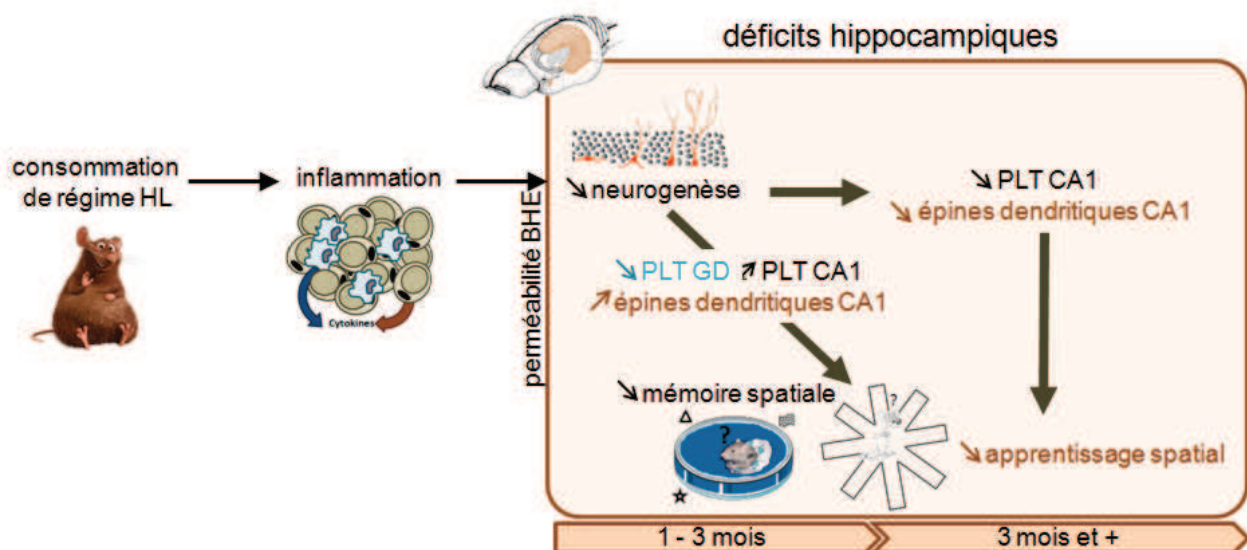 déficits hippocampiques
consommation
de régime HL
inflammation
Cytokines
perméabilité BHE
↘ neurogenèse
↘ PLT GD ↗ PLT CA1
↗ épines dendritiques CA1
↘ mémoire spatiale
?
?
↘ PLT CA1
↘ épines dendritiques CA1
↘ apprentissage spatial
1 - 3 mois
3 mois et +